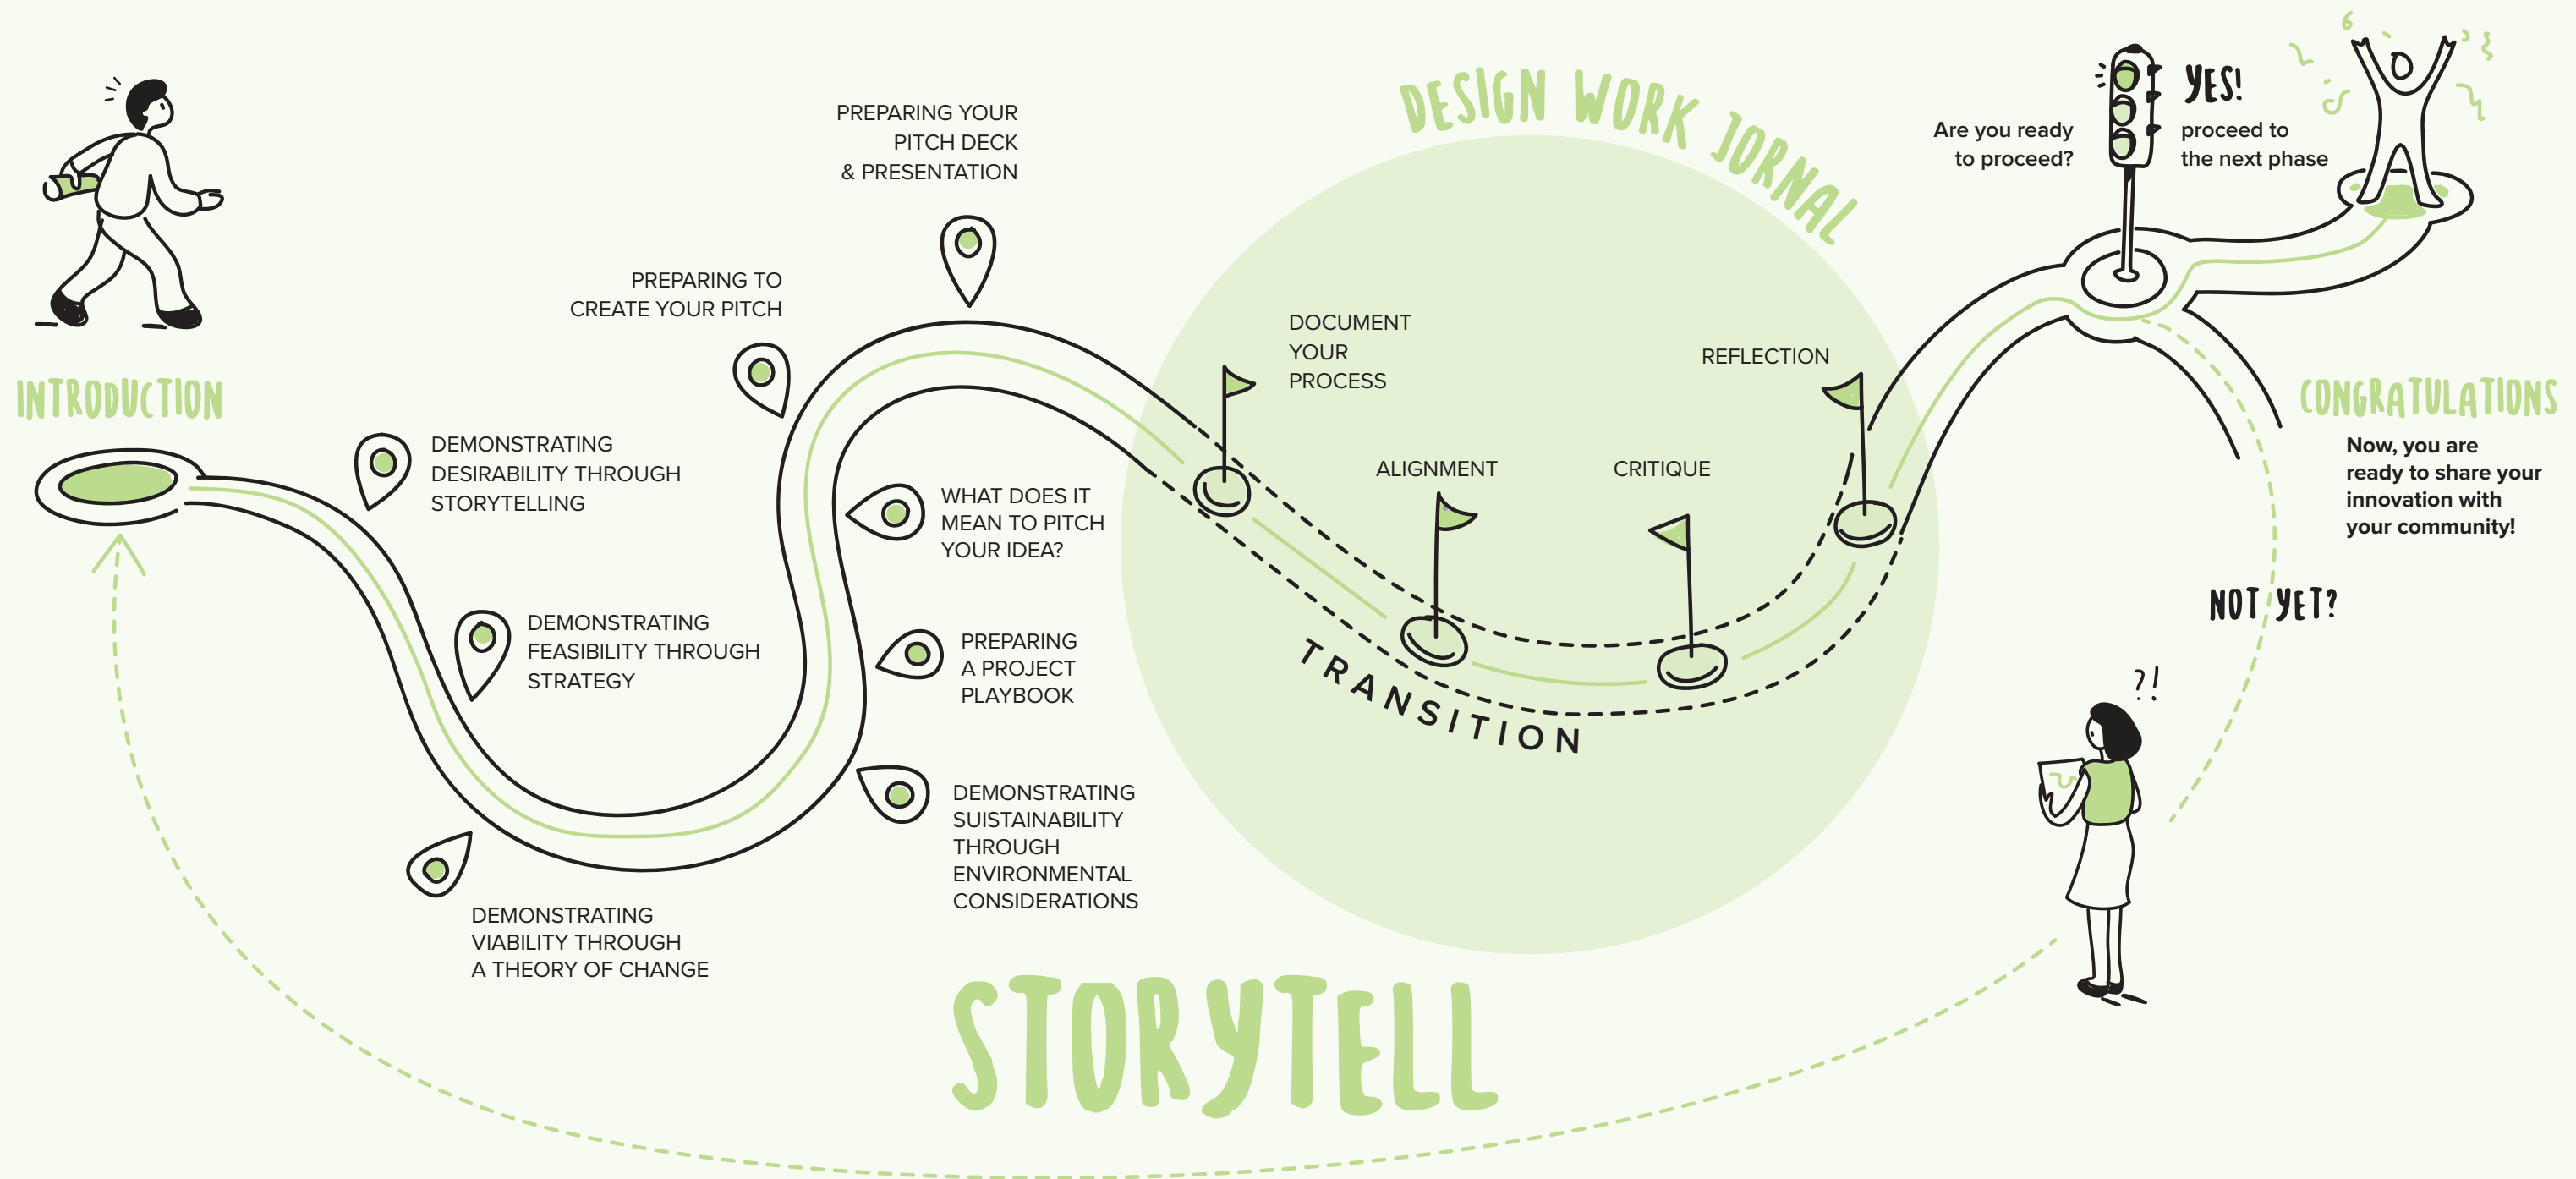 INTRODUCTION
DEMONSTRATING
DESIRABILITY THROUGH
STORYTELLING
DEMONSTRATING
FEASIBILITY THROUGH
STRATEGY
DEMONSTRATING
VIABILITY THROUGH
A THEORY OF CHANGE
DEMONSTRATING
SUISTAINABILITY
THROUGH
ENVIRONMENTAL
CONSIDERATIONS
PREPARING
A PROJECT
PLAYBOOK
WHAT DOES IT
MEAN TO PITCH
YOUR IDEA?
PREPARING TO
CREATE YOUR PITCH
PREPARING YOUR
PITCH DECK
& PRESENTATION
DESIGN WORK JORNAL
DOCUMENT
YOUR
PROCESS
ALIGNMENT
CRITIQUE
REFLECTION
TRANSITION
Are you ready
to proceed?
YES!
proceed to
the next phase
CONGRATULATIONS
Now, you are
ready to share your
innovation with
your community!
NOT YET?
?!
STORYTELL